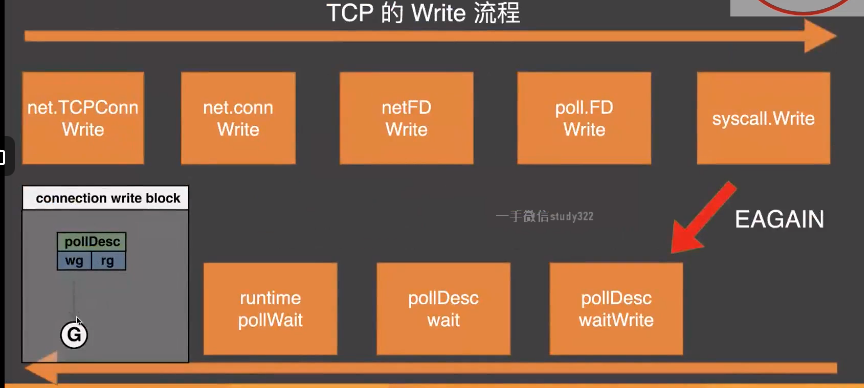 TCP 的 Write 流程
net.TCPConn
Write
net.conn
Write
netFD
Write
poll.FD
Write
syscall.Write
connection write block
pollDesc
wg rg
G
一手微信study322
EAGAIN
runtime
pollWait
pollDesc
wait
pollDesc
waitWrite